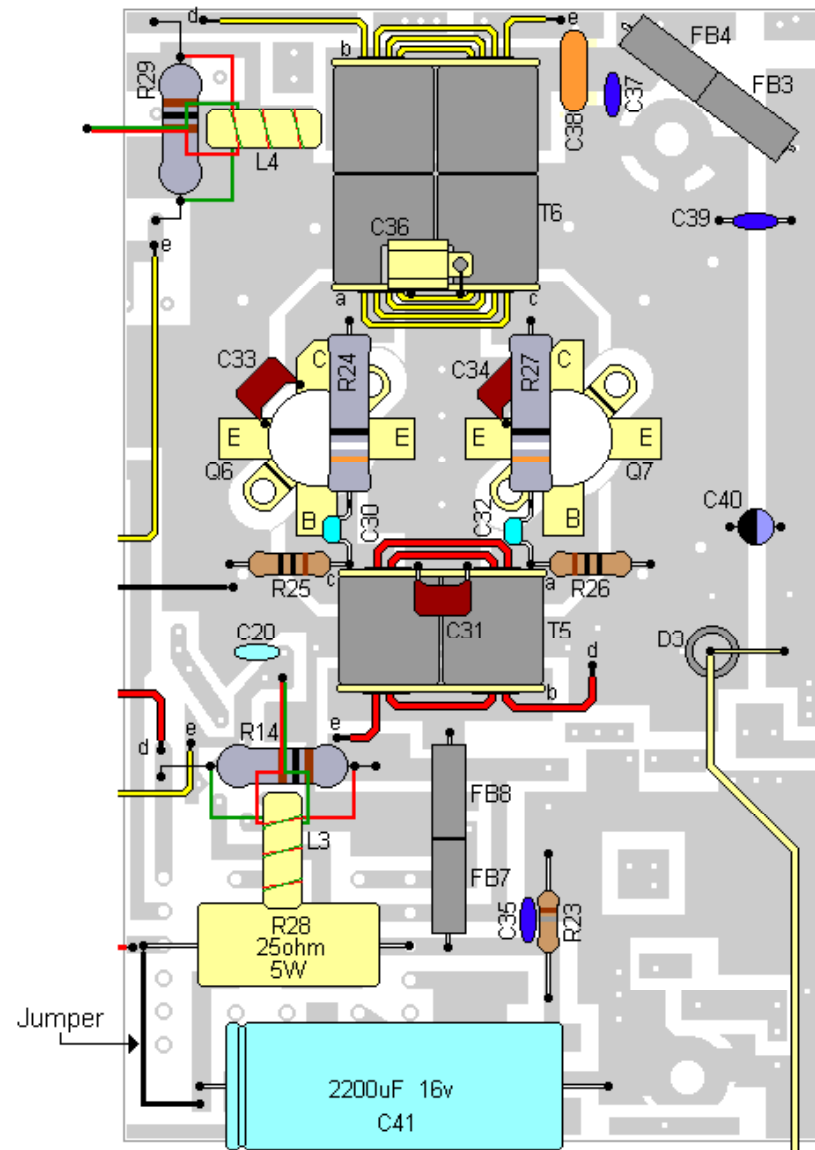 d
e
b
FB4
FB3
R29
C37
C38
L4
T6
C36
C39
e
a
c
C33
C
R24
C34
R27
C
E
E
E
E
Q6
Q7
B
C30
C32
B
C40
R25
c
a
R26
C31
T5
C20
D3
d
b
R14
e
d
e
FB8
L3
FB7
R28
25ohm
5W
C35
R23
Jumper
2200uF 16v
C41